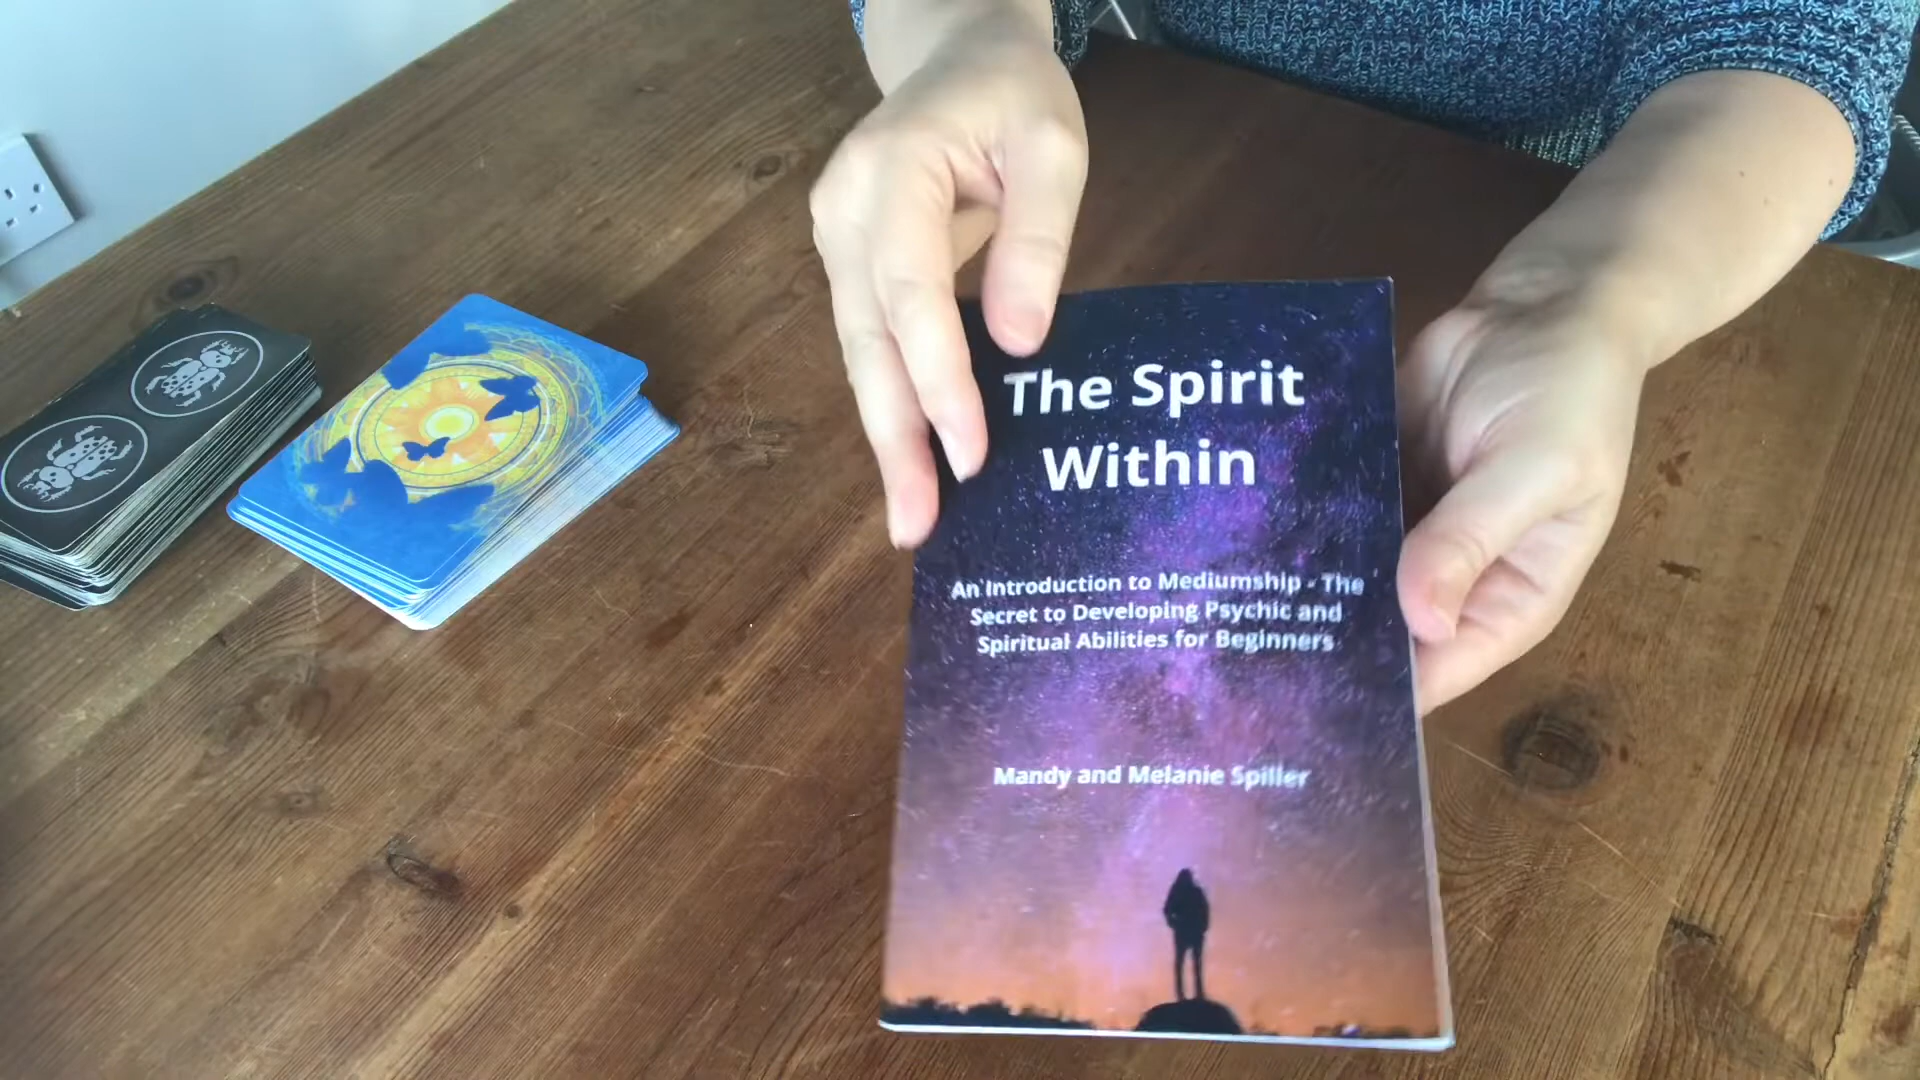 The Spirit
Within
An Introduction to Mediumship - The
Secret to Developing Psychic and
Spiritual Abilities for Beginners
Mandy and Melanie Spiller